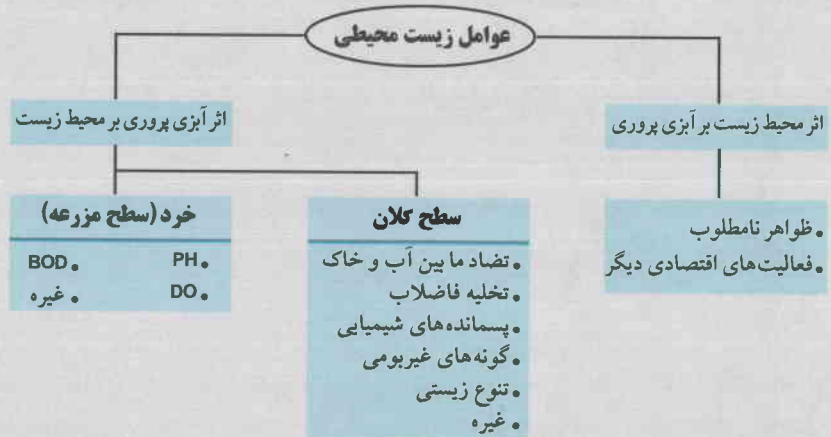 عوامل زیست محیطی
اثر محیط زیست بر آبزی پروری
اثر آبزی پروری بر محیط زیست
• ظواهر نامطلوب
• فعالیت‌های اقتصادی دیگر
سطح کلان
• تضاد ما بین آب و خاک
• تخلیه فاضلاب
• پسمانده‌های شیمیایی
• گونه‌های غیربومی
• تنوع زیستی
• غیره
خرد (سطح مزرعه)
• PH • BOD
• DO • غیره